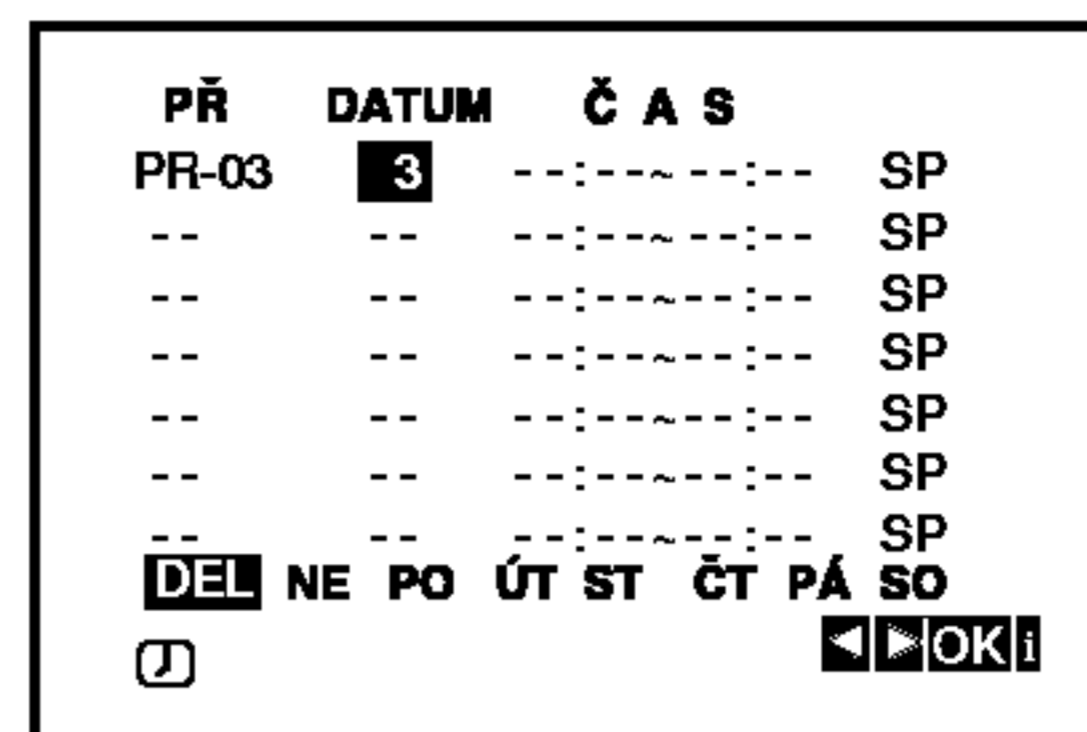 PŘ DATUM Č A S
PR-03 3 --:--~--:-- SP
-- -- --:--~--:-- SP
-- -- --:--~--:-- SP
-- -- --:--~--:-- SP
-- -- --:--~--:-- SP
-- -- --:--~--:-- SP
-- -- --:--~--:-- SP
DEL NE PO ÚT ST ČT PÁ SO
◄ ► OK i